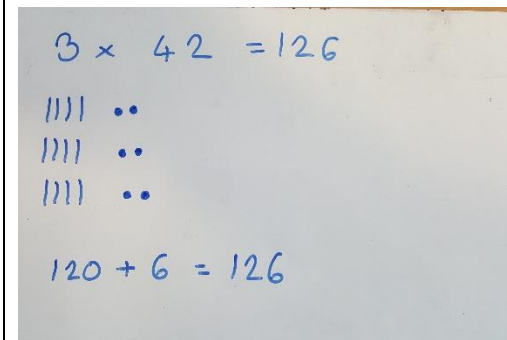 3 × 42 = 126
|||| ••
|||| ••
|||| ••
120 + 6 = 126